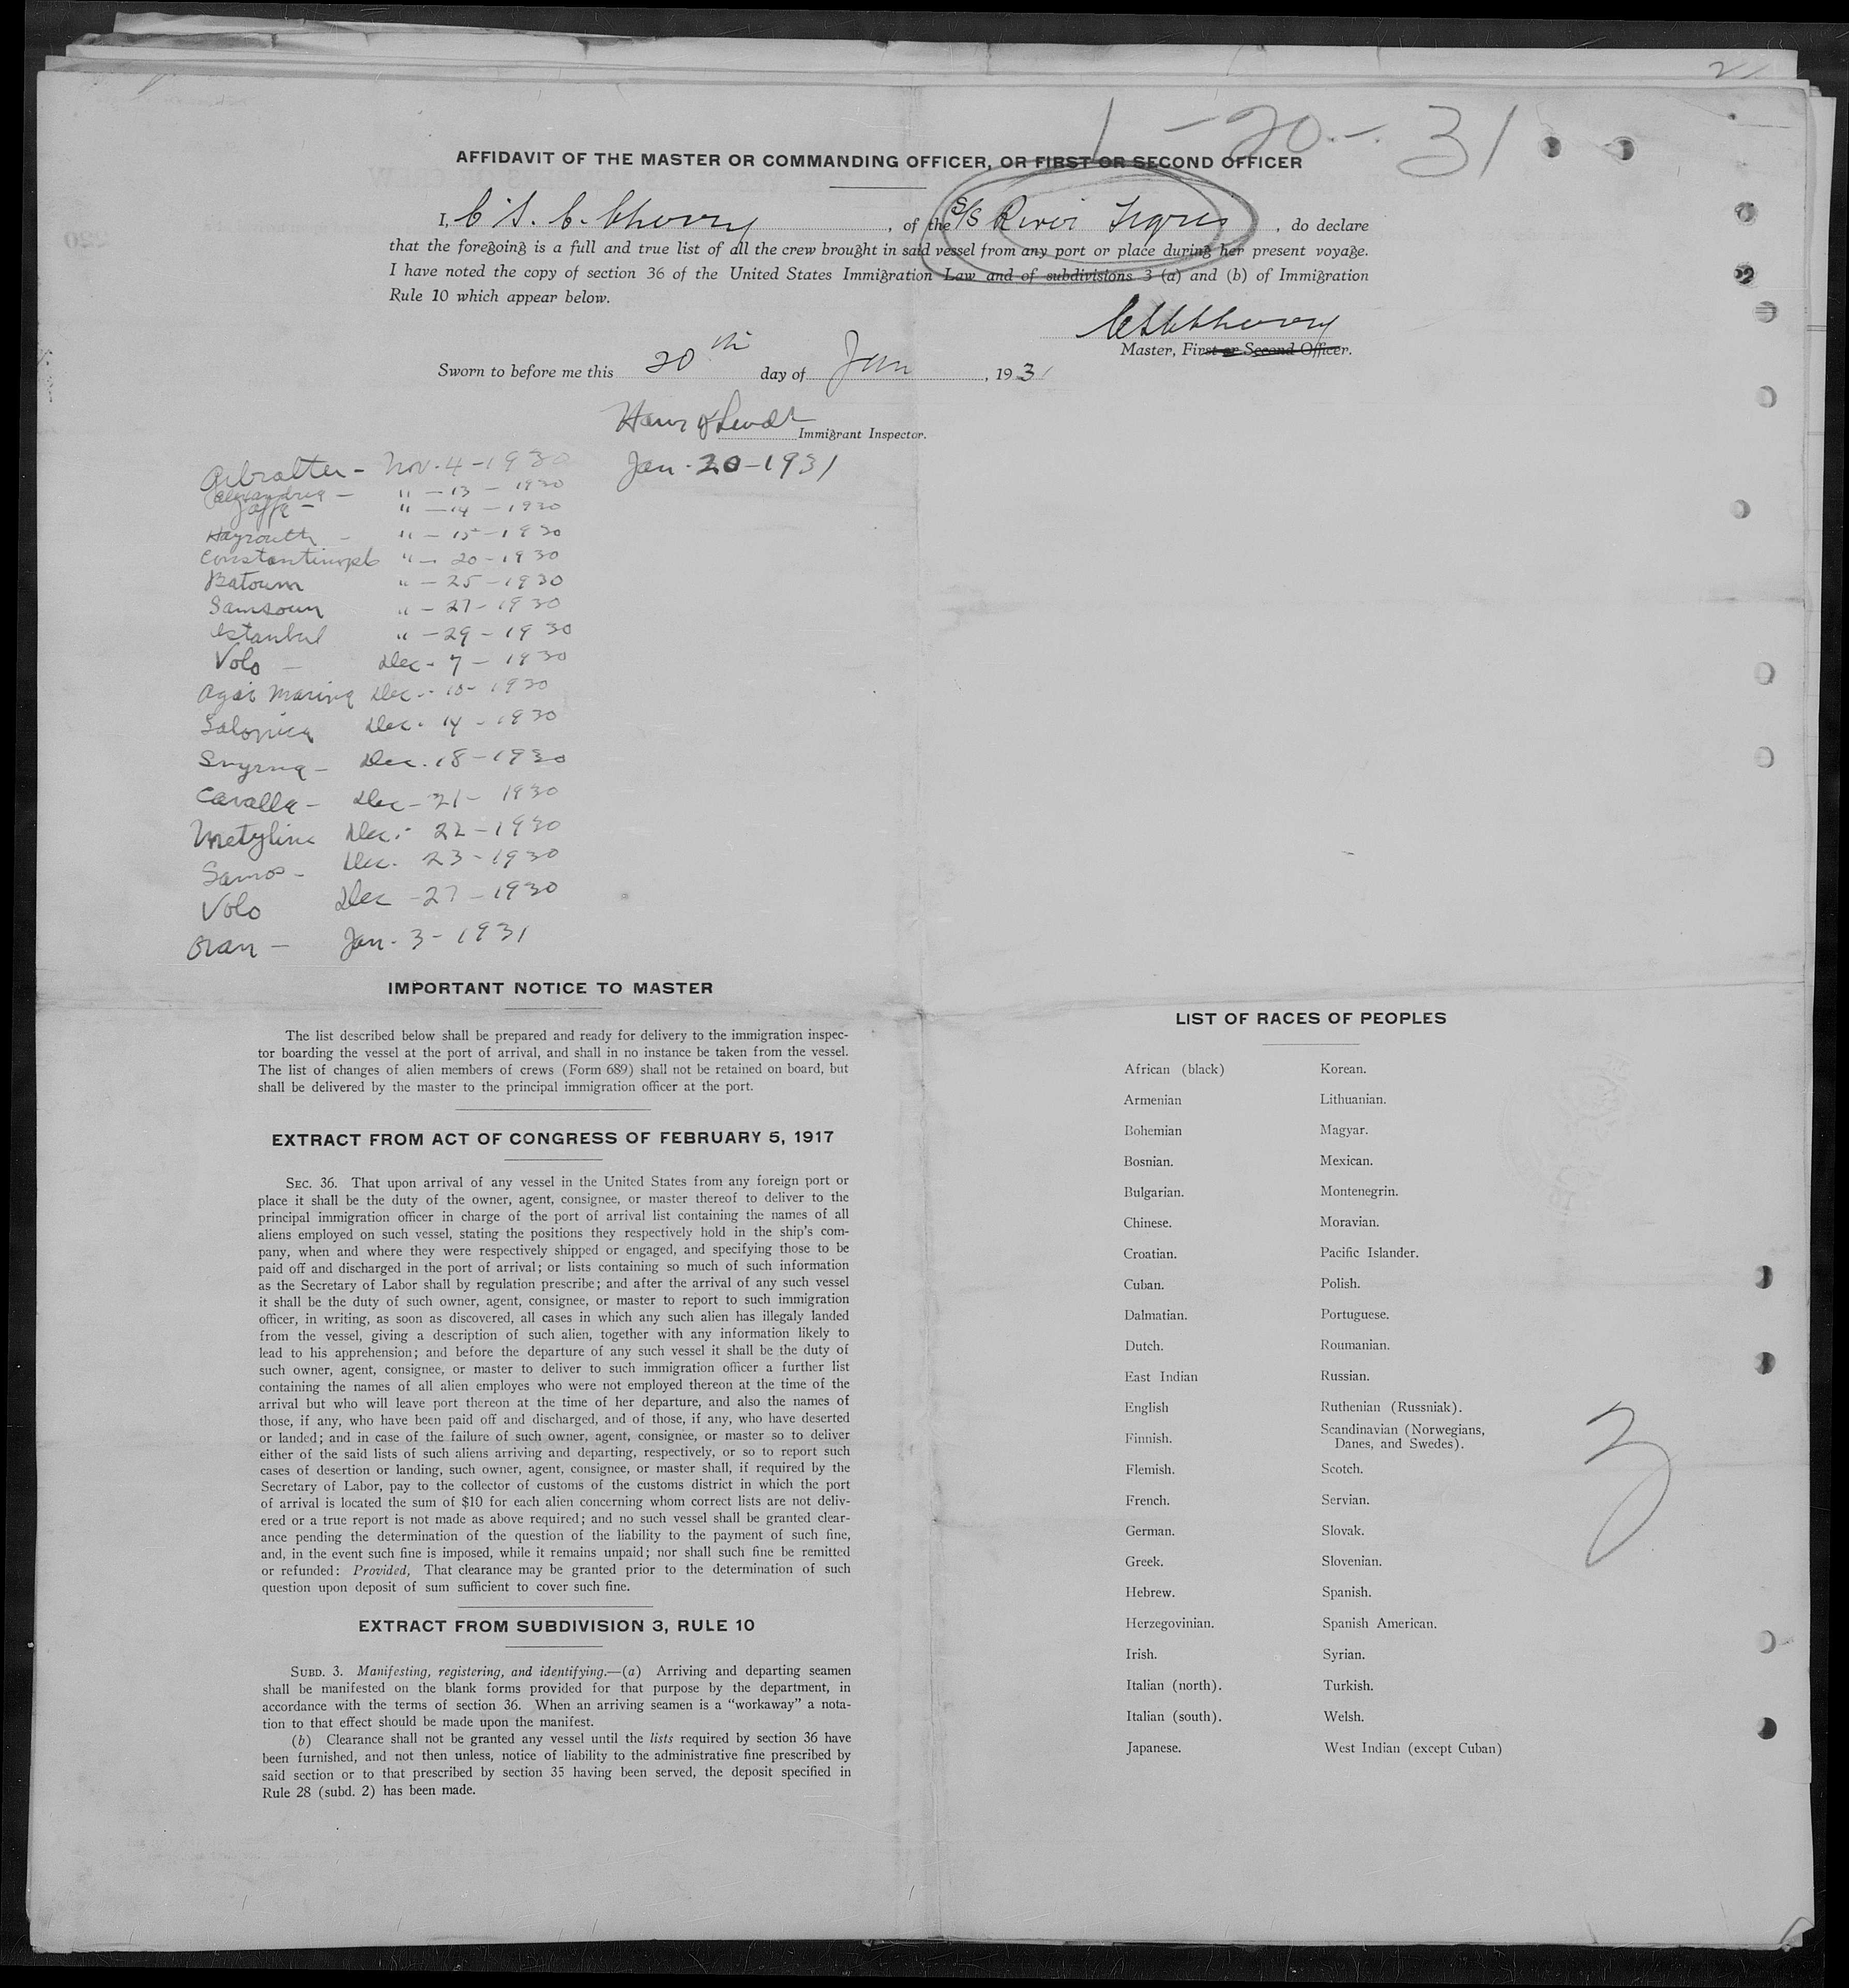 2
1-20-31
AFFIDAVIT OF THE MASTER OR COMMANDING OFFICER, OR FIRST OR SECOND OFFICER
I, C. S. C. Cherry, of the S/S River Tigris, do declare
that the foregoing is a full and true list of all the crew brought in said vessel from any port or place during her present voyage.
I have noted the copy of section 36 of the United States Immigration Law and of subdivisions 3 (a) and (b) of Immigration
Rule 10 which appear below.
Master, First or Second Officer.
Sworn to before me this 20th day of Jan, 1931
Immigrant Inspector.
Jan. 20-1931
Gibralter - Nov. 4-1930
Alexandria - " -13 - 1930
Jaffa - " -14 - 1930
Hayrouth - " - 15 - 1930
Constantinople " - 20 - 1930
Batoum " - 25 - 1930
Samsoun " - 27 - 1930
Istanbul " - 29 - 1930
Volo - Dec - 7 - 1930
Agai Marina Dec - 10 - 1930
Salonica Dec. 14 - 1930
Smyrna - Dec. 18 - 1930
Cavalla - Dec - 21 - 1930
Metyline Dec. 22 - 1930
Samos - Dec. 23 - 1930
Volo Dec - 27 - 1930
Oran - Jan. 3 - 1931
IMPORTANT NOTICE TO MASTER
The list described below shall be prepared and ready for delivery to the immigration inspec-
tor boarding the vessel at the port of arrival, and shall in no instance be taken from the vessel.
The list of changes of alien members of crews (Form 689) shall not be retained on board, but
shall be delivered by the master to the principal immigration officer at the port.
EXTRACT FROM ACT OF CONGRESS OF FEBRUARY 5, 1917
SEC. 36. That upon arrival of any vessel in the United States from any foreign port or
place it shall be the duty of the owner, agent, consignee, or master thereof to deliver to the
principal immigration officer in charge of the port of arrival list containing the names of all
aliens employed on such vessel, stating the positions they respectively hold in the ship's com-
pany, when and where they were respectively shipped or engaged, and specifying those to be
paid off and discharged in the port of arrival; or lists containing so much of such information
as the Secretary of Labor shall by regulation prescribe; and after the arrival of any such vessel
it shall be the duty of such owner, agent, consignee, or master to report to such immigration
officer, in writing, as soon as discovered, all cases in which any such alien has illegaly landed
from the vessel, giving a description of such alien, together with any information likely to
lead to his apprehension; and before the departure of any such vessel it shall be the duty of
such owner, agent, consignee, or master to deliver to such immigration officer a further list
containing the names of all alien employes who were not employed thereon at the time of the
arrival but who will leave port thereon at the time of her departure, and also the names of
those, if any, who have been paid off and discharged, and of those, if any, who have deserted
or landed; and in case of the failure of such owner, agent, consignee, or master so to deliver
either of the said lists of such aliens arriving and departing, respectively, or so to report such
cases of desertion or landing, such owner, agent, consignee, or master shall, if required by the
Secretary of Labor, pay to the collector of customs of the customs district in which the port
of arrival is located the sum of $10 for each alien concerning whom correct lists are not deliv-
ered or a true report is not made as above required; and no such vessel shall be granted clear-
ance pending the determination of the question of the liability to the payment of such fine,
and, in the event such fine is imposed, while it remains unpaid; nor shall such fine be remitted
or refunded: Provided, That clearance may be granted prior to the determination of such
question upon deposit of sum sufficient to cover such fine.
EXTRACT FROM SUBDIVISION 3, RULE 10
SUBD. 3. Manifesting, registering, and identifying.—(a) Arriving and departing seamen
shall be manifested on the blank forms provided for that purpose by the department, in
accordance with the terms of section 36. When an arriving seamen is a "workaway" a nota-
tion to that effect should be made upon the manifest.
(b) Clearance shall not be granted any vessel until the lists required by section 36 have
been furnished, and not then unless, notice of liability to the administrative fine prescribed by
said section or to that prescribed by section 35 having been served, the deposit specified in
Rule 28 (subd. 2) has been made.
LIST OF RACES OF PEOPLES
African (black) Korean.
Armenian Lithuanian.
Bohemian Magyar.
Bosnian. Mexican.
Bulgarian. Montenegrin.
Chinese. Moravian.
Croatian. Pacific Islander.
Cuban. Polish.
Dalmatian. Portuguese.
Dutch. Roumanian.
East Indian Russian.
English Ruthenian (Russniak).
Finnish. Scandinavian (Norwegians,
Danes, and Swedes).
Flemish. Scotch.
French. Servian.
German. Slovak.
Greek. Slovenian.
Hebrew. Spanish.
Herzegovinian. Spanish American.
Irish. Syrian.
Italian (north). Turkish.
Italian (south). Welsh.
Japanese. West Indian (except Cuban)
3